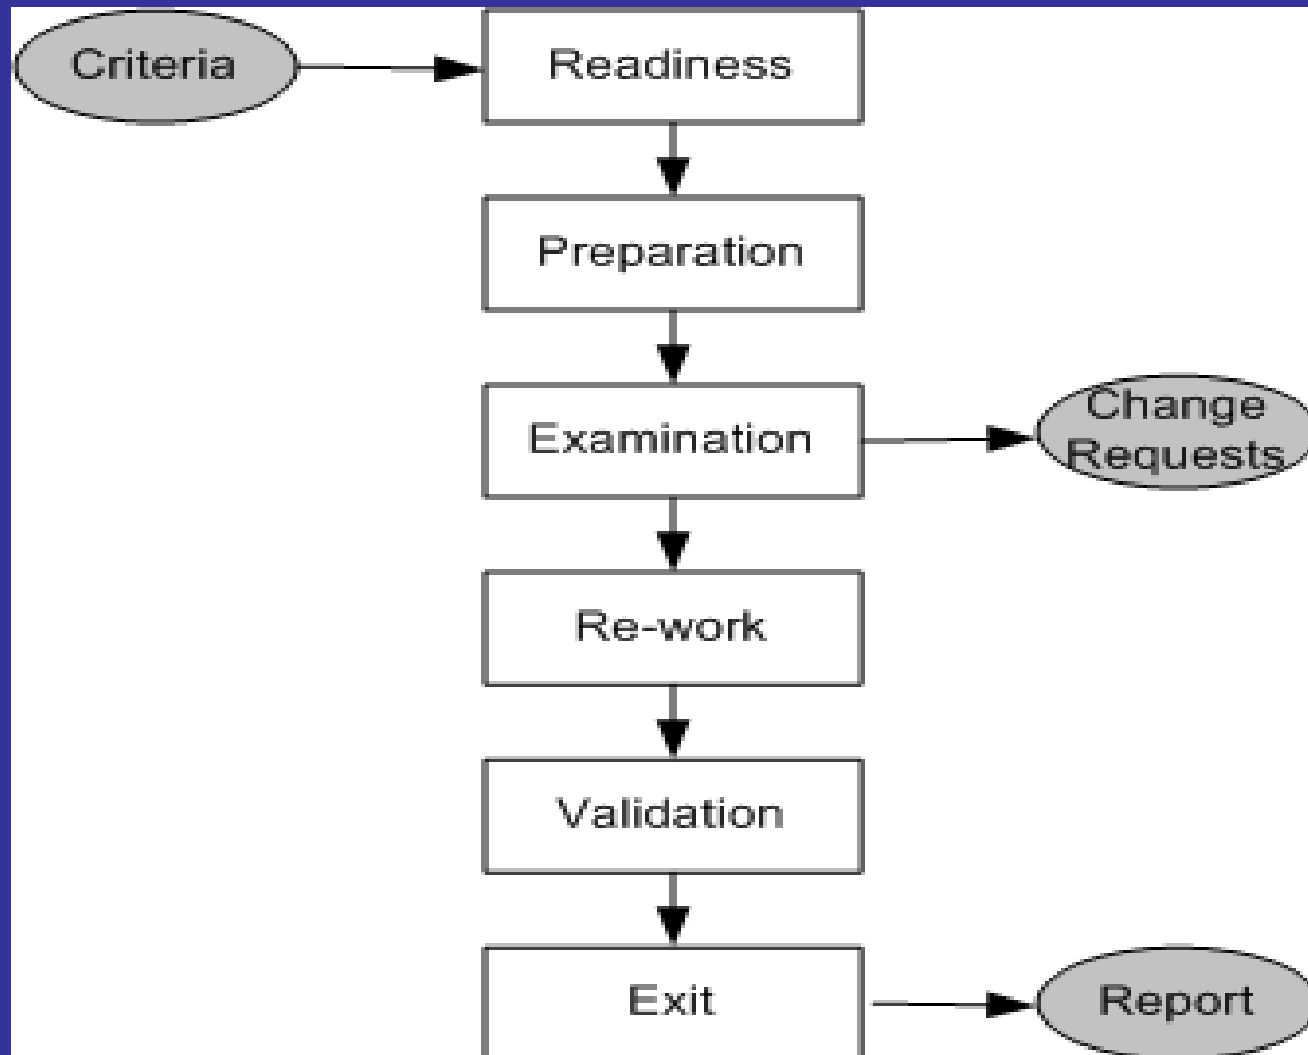 Criteria
Readiness
Preparation
Examination
Change
Requests
Re-work
Validation
Exit
Report